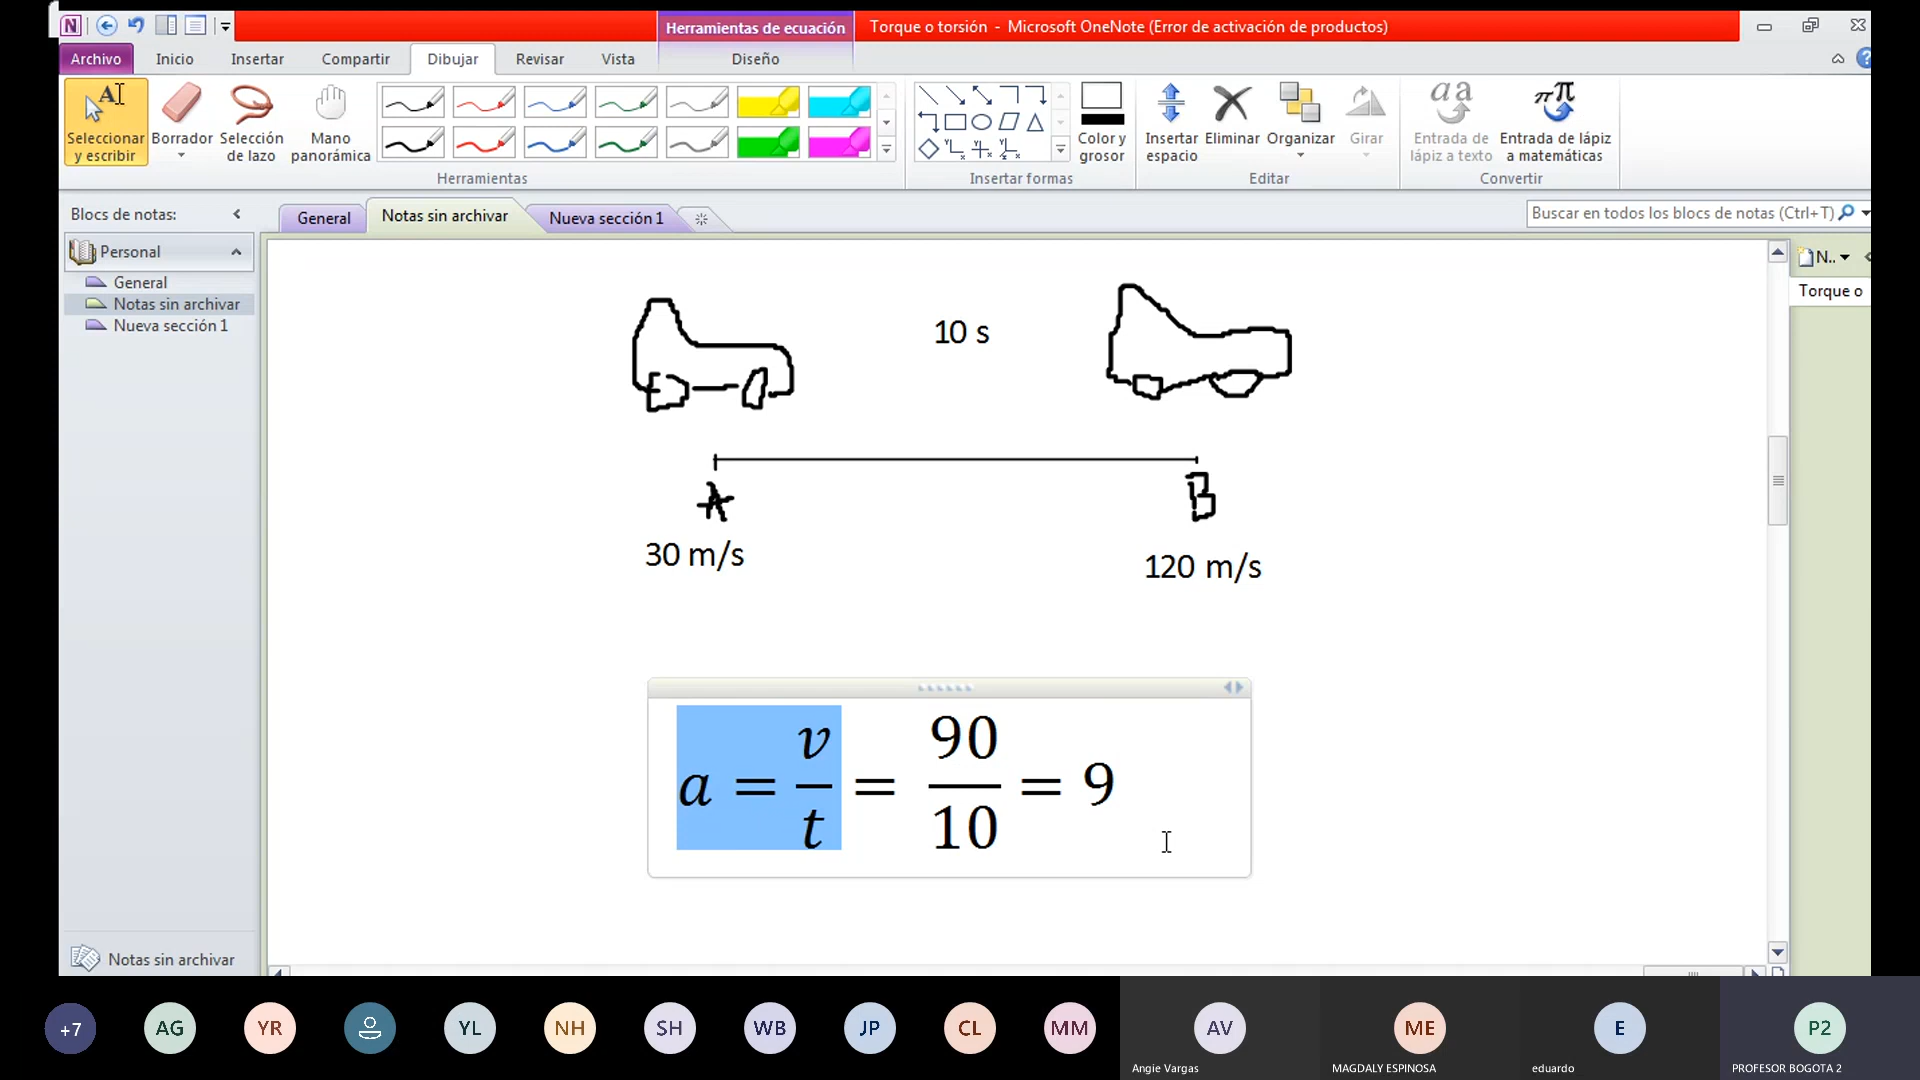 Herramientas de ecuación
Torque o torsión - Microsoft OneNote (Error de activación de productos)
Archivo Inicio Insertar Compartir Dibujar Revisar Vista Diseño
Seleccionar y escribir
Borrador
Selección de lazo
Mano panorámica
Color y grosor
Insertar espacio
Eliminar
Organizar
Girar
Entrada de lápiz a texto
Entrada de lápiz a matemáticas
Herramientas
Insertar formas
Editar
Convertir
Blocs de notas:
General
Notas sin archivar
Nueva sección 1
Buscar en todos los blocs de notas (Ctrl+T)
Personal
General
Notas sin archivar
Nueva sección 1
N..
Torque o
10 s
A
B
30 m/s
120 m/s
a = v/t = 90/10 = 9
Notas sin archivar
+7
AG
YR
YL
NH
SH
WB
JP
CL
MM
AV
ME
E
P2
Angie Vargas
MAGDALY ESPINOSA
eduardo
PROFESOR BOGOTA 2